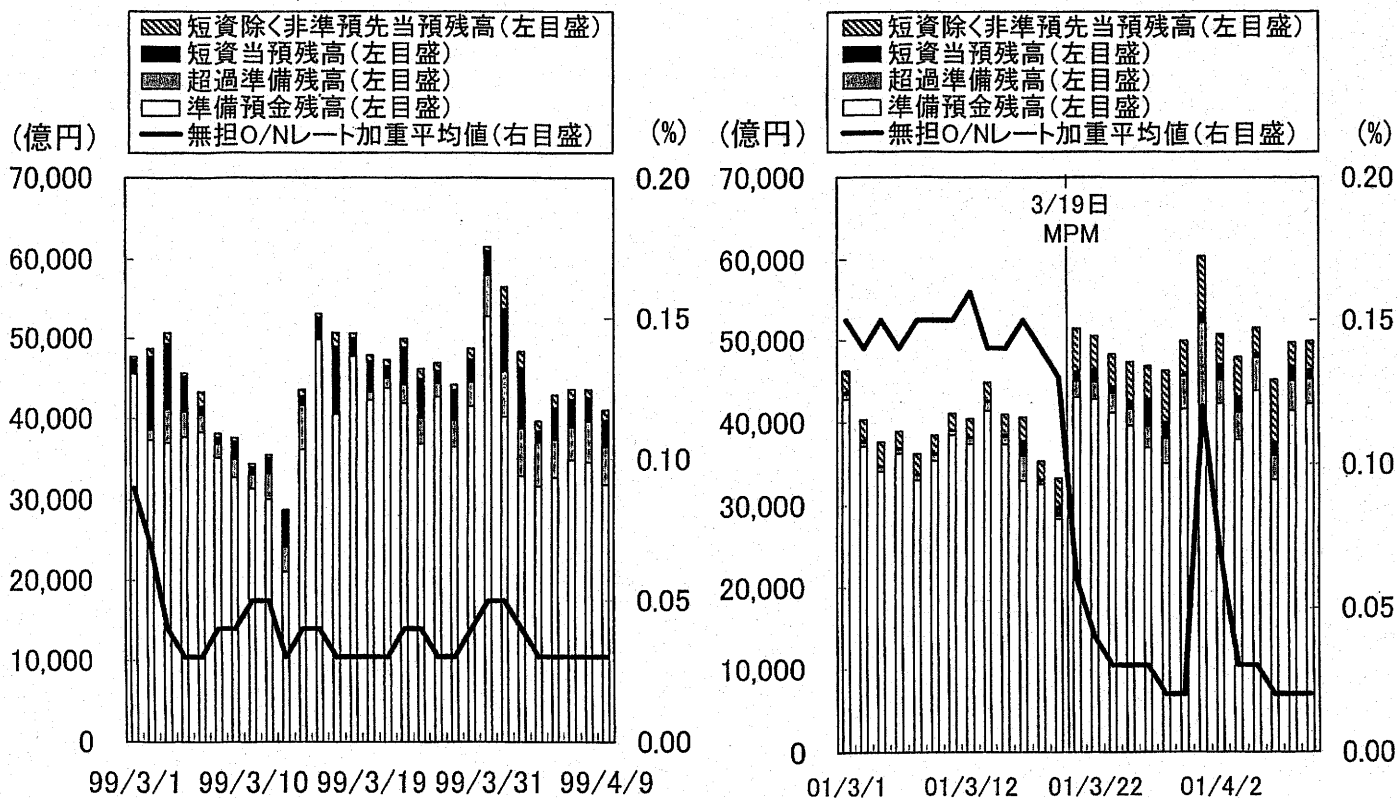 短資除く非準預先当預残高(左目盛)
短資当預残高(左目盛)
超過準備残高(左目盛)
準備預金残高(左目盛)
無担O/Nレート加重平均値(右目盛)
(億円)
(%)
70,000
60,000
50,000
40,000
30,000
20,000
10,000
0
0.20
0.15
0.10
0.05
0.00
99/3/1 99/3/10 99/3/19 99/3/31 99/4/9
短資除く非準預先当預残高(左目盛)
短資当預残高(左目盛)
超過準備残高(左目盛)
準備預金残高(左目盛)
無担O/Nレート加重平均値(右目盛)
(億円)
(%)
70,000
60,000
50,000
40,000
30,000
20,000
10,000
0
3/19日
MPM
0.20
0.15
0.10
0.05
0.00
01/3/1 01/3/12 01/3/22 01/4/2